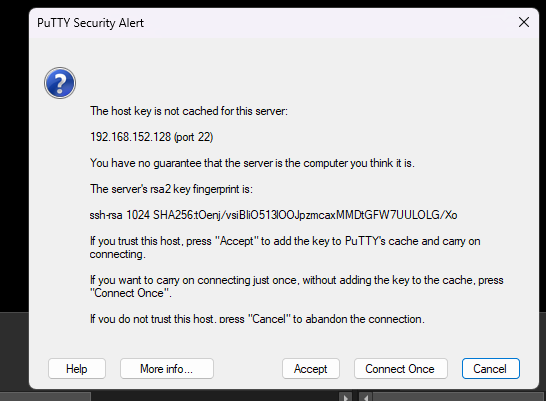 PuTTY Security Alert
The host key is not cached for this server:
192.168.152.128 (port 22)
You have no guarantee that the server is the computer you think it is.
The server's rsa2 key fingerprint is:
ssh-rsa 1024 SHA256:tOenj/vsiBIiO513lOOJpzmcaxMMDtGFW7UULOLG/Xo
If you trust this host, press "Accept" to add the key to PuTTY's cache and carry on
connecting.
If you want to carry on connecting just once, without adding the key to the cache, press
"Connect Once".
If you do not trust this host, press "Cancel" to abandon the connection.
Help
More info...
Accept
Connect Once
Cancel